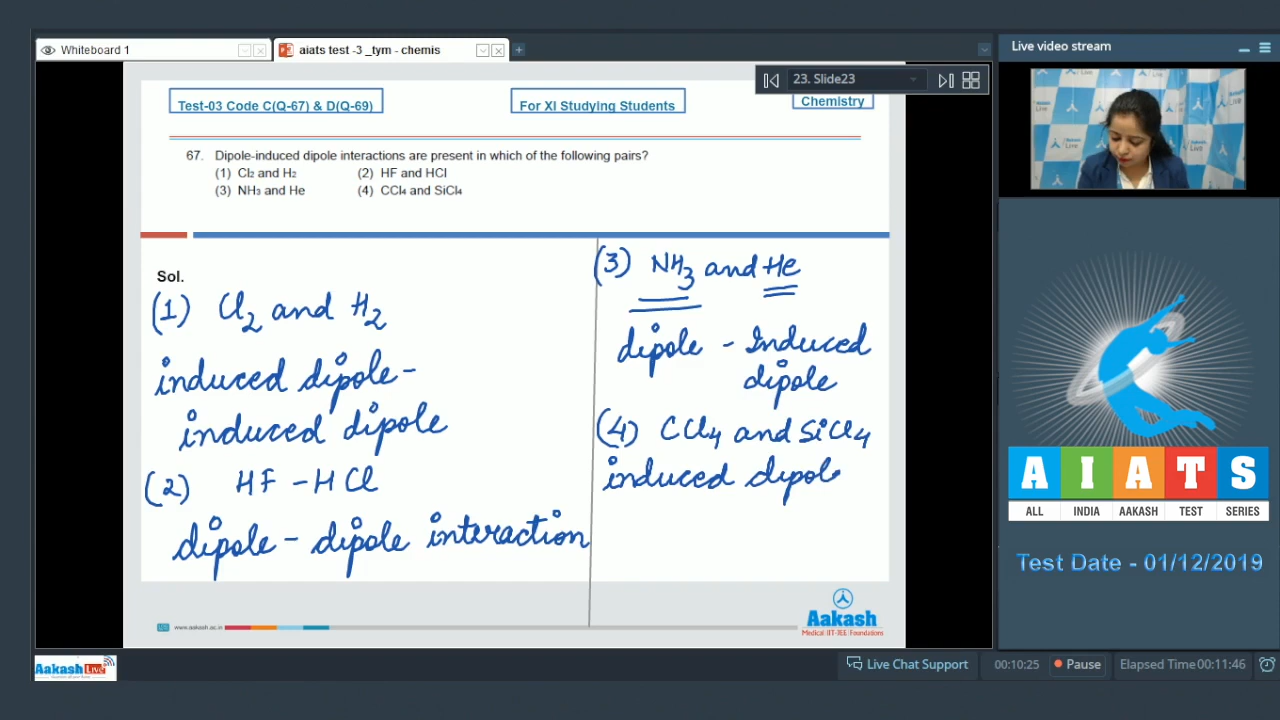 Whiteboard 1
aiats test -3 _tym - chemis
Live video stream
23. Slide23
Test-03 Code C(Q-67) & D(Q-69)
For XI Studying Students
Chemistry
67. Dipole-induced dipole interactions are present in which of the following pairs?
(1) Cl₂ and H₂ (2) HF and HCl
(3) NH₃ and He (4) CCl₄ and SiCl₄
Sol.
(1) Cl₂ and H₂
induced dipole-
induced dipole
(2) HF - HCl
dipole - dipole interaction
(3) NH₃ and He
dipole - Induced
dipole
(4) CCl₄ and SiCl₄
induced dipole
www.aakash.ac.in
Aakash
Medical|IIT-JEE|Foundations
Aakash
Live
A I A T S
ALL INDIA AAKASH TEST SERIES
Test Date - 01/12/2019
Aakash Live
Live Chat Support
00:10:25
Pause
Elapsed Time 00:11:46